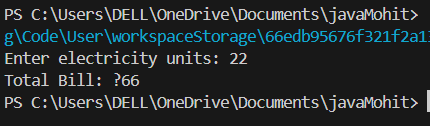 PS C:\Users\DELL\OneDrive\Documents\javaMohit>
g\Code\User\workspaceStorage\66edb95676f321f2a1
Enter electricity units: 22
Total Bill: ?66
PS C:\Users\DELL\OneDrive\Documents\javaMohit>